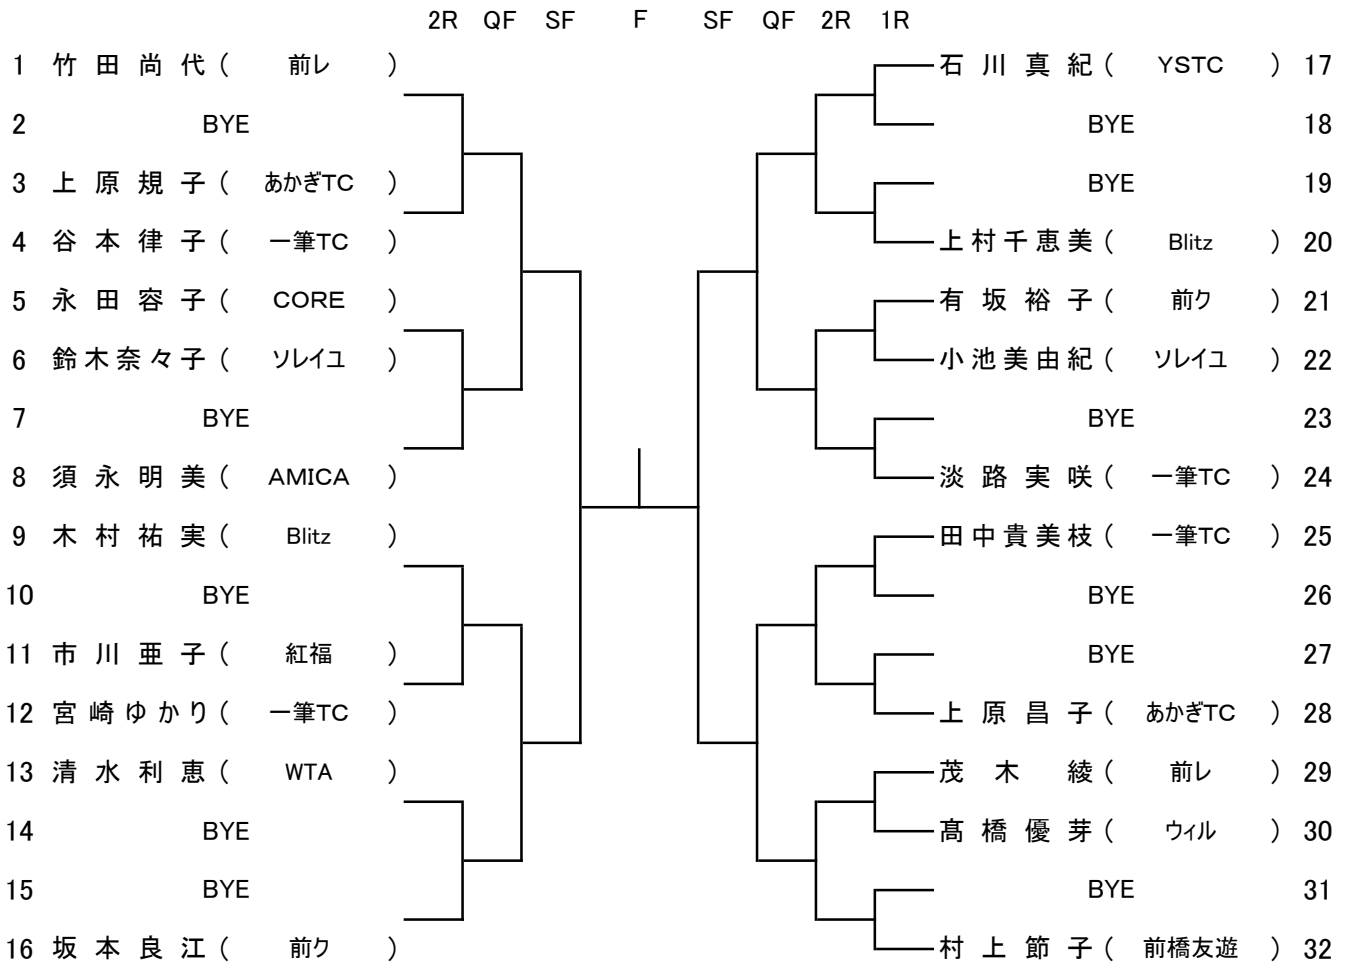 2R QF SF F SF QF 2R 1R
1 竹田尚代 ( 前レ ) 石川真紀 ( YSTC ) 17
2 BYE BYE 18
3 上原規子 ( あかぎTC ) BYE 19
4 谷本律子 ( 一筆TC ) 上村千恵美 ( Blitz ) 20
5 永田容子 ( CORE ) 有坂裕子 ( 前ク ) 21
6 鈴木奈々子 ( ソレイユ ) 小池美由紀 ( ソレイユ ) 22
7 BYE BYE 23
8 須永明美 ( AMICA ) 淡路実咲 ( 一筆TC ) 24
9 木村祐実 ( Blitz ) 田中貴美枝 ( 一筆TC ) 25
10 BYE BYE 26
11 市川亜子 ( 紅福 ) BYE 27
12 宮崎ゆかり ( 一筆TC ) 上原昌子 ( あかぎTC ) 28
13 清水利恵 ( WTA ) 茂木綾 ( 前レ ) 29
14 BYE 髙橋優芽 ( ウィル ) 30
15 BYE BYE 31
16 坂本良江 ( 前ク ) 村上節子 ( 前橋友遊 ) 32